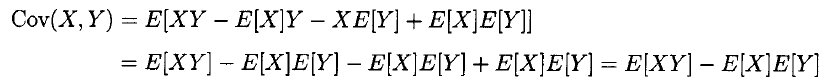 Cov(X, Y) = E[XY − E[X]Y − XE[Y] + E[X]E[Y]]
= E[XY] − E[X]E[Y] − E[X]E[Y] + E[X]E[Y] = E[XY] − E[X]E[Y]